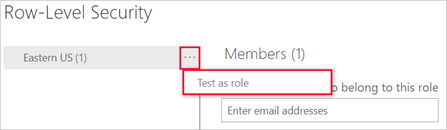 Row-Level Security
Eastern US (1)
...
Members (1)
Test as role
o belong to this role
Enter email addresses